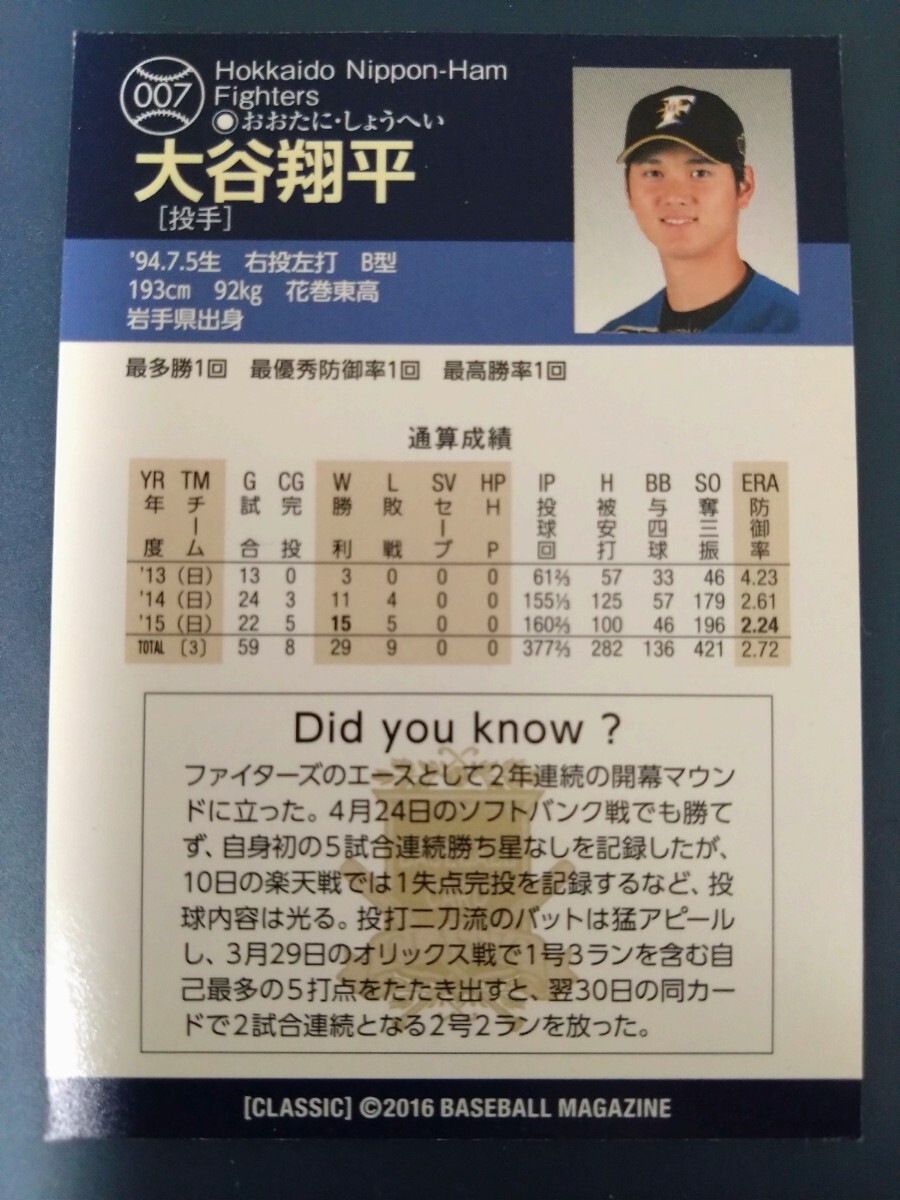 007
Hokkaido Nippon-Ham
Fighters
◉おおたに・しょうへい
大谷翔平
[投手]
'94.7.5生 右投左打 B型
193cm 92kg 花巻東高
岩手県出身
最多勝1回 最優秀防御率1回 最高勝率1回
通算成績
YR TM G CG W L SV HP IP H BB SO ERA
年度 チーム 試合 完投 勝利 敗戦 セーブ HP 投球回 被安打 与四球 奪三振 防御率
'13 (日) 13 0 3 0 0 0 61⅔ 57 33 46 4.23
'14 (日) 24 3 11 4 0 0 155⅓ 125 57 179 2.61
'15 (日) 22 5 15 5 0 0 160⅔ 100 46 196 2.24
TOTAL [3] 59 8 29 9 0 0 377⅔ 282 136 421 2.72
Did you know ?
ファイターズのエースとして2年連続の開幕マウン
ドに立った。4月24日のソフトバンク戦でも勝て
ず、自身初の5試合連続勝ち星なしを記録したが、
10日の楽天戦では1失点完投を記録するなど、投
球内容は光る。投打二刀流のバットは猛アピール
し、3月29日のオリックス戦で1号3ランを含む自
己最多の5打点をたたき出すと、翌30日の同カー
ドで2試合連続となる2号2ランを放った。
[CLASSIC] ©2016 BASEBALL MAGAZINE